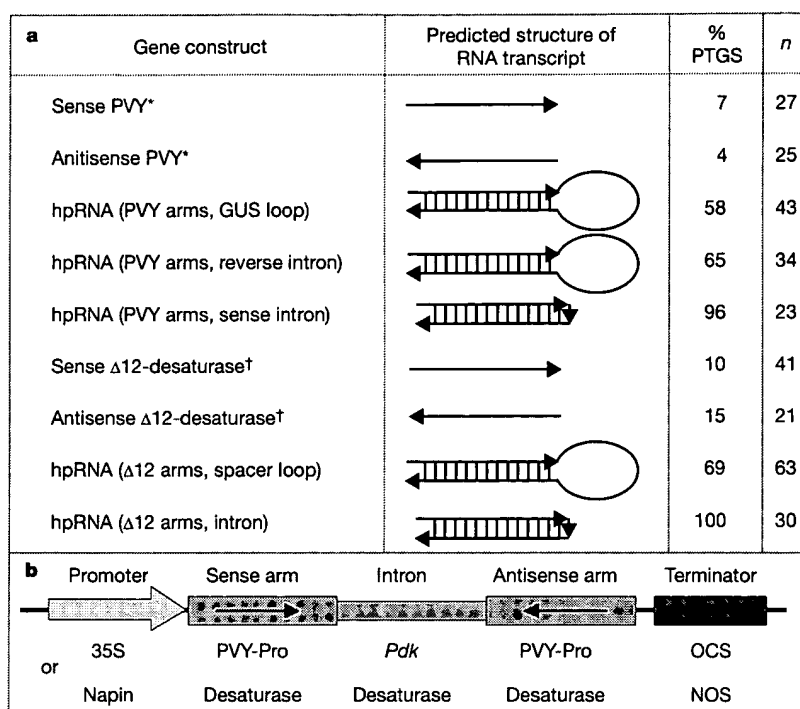 a
Gene construct
Predicted structure of RNA transcript
% PTGS
n
Sense PVY* 7 27
Anitisense PVY* 4 25
hpRNA (PVY arms, GUS loop) 58 43
hpRNA (PVY arms, reverse intron) 65 34
hpRNA (PVY arms, sense intron) 96 23
Sense Δ12-desaturase† 10 41
Antisense Δ12-desaturase† 15 21
hpRNA (Δ12 arms, spacer loop) 69 63
hpRNA (Δ12 arms, intron) 100 30
b
Promoter Sense arm Intron Antisense arm Terminator
35S PVY-Pro Pdk PVY-Pro OCS
or
Napin Desaturase Desaturase Desaturase NOS